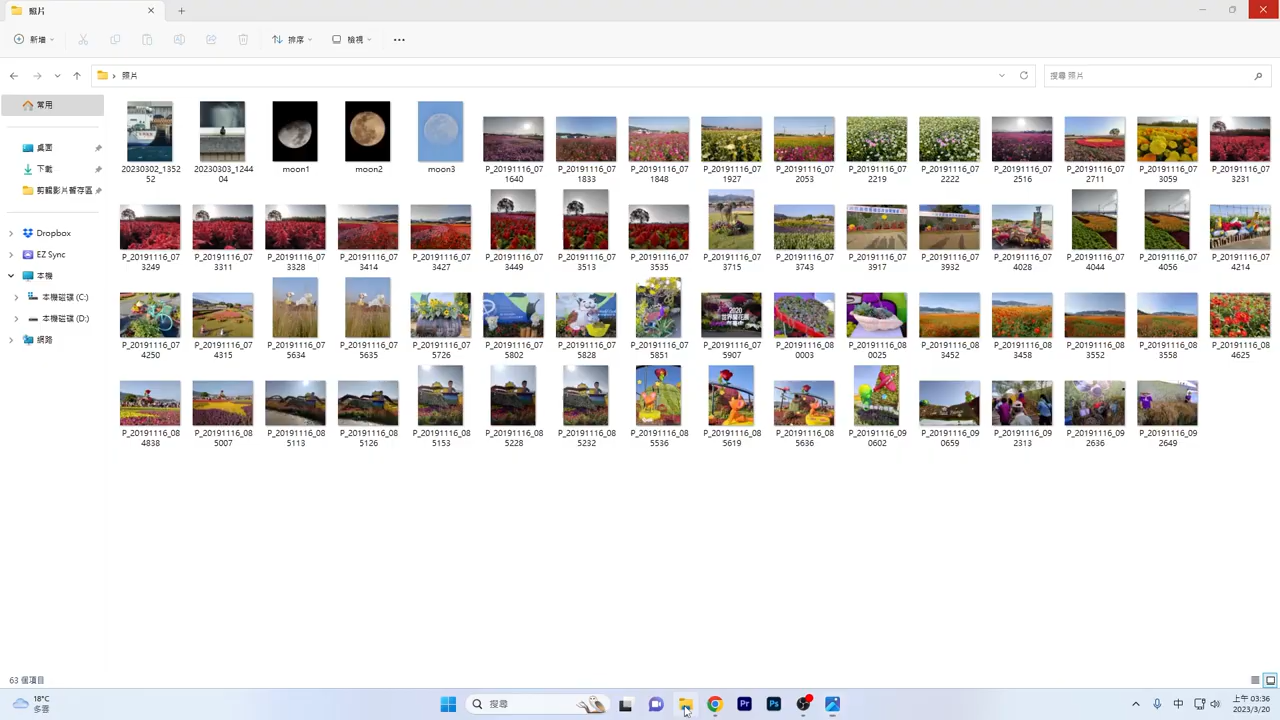 照片
新增
排序
檢視
照片
搜尋 照片
常用
桌面
下載
剪輯影片暫存區
Dropbox
EZ Sync
本機
本機磁碟 (C:)
本機磁碟 (D:)
網路
20230302_135252
20230303_124404
moon1
moon2
moon3
P_20191116_071640
P_20191116_071833
P_20191116_071848
P_20191116_071927
P_20191116_072053
P_20191116_072219
P_20191116_072222
P_20191116_072516
P_20191116_072711
P_20191116_073059
P_20191116_073231
P_20191116_073249
P_20191116_073311
P_20191116_073328
P_20191116_073414
P_20191116_073427
P_20191116_073449
P_20191116_073513
P_20191116_073535
P_20191116_073715
P_20191116_073743
P_20191116_073917
P_20191116_073932
P_20191116_074028
P_20191116_074044
P_20191116_074056
P_20191116_074214
P_20191116_074250
P_20191116_074315
P_20191116_075634
P_20191116_075635
P_20191116_075726
P_20191116_075802
P_20191116_075828
P_20191116_075851
P_20191116_075907
P_20191116_080003
P_20191116_080025
P_20191116_083452
P_20191116_083458
P_20191116_083552
P_20191116_083558
P_20191116_084625
P_20191116_084838
P_20191116_085007
P_20191116_085113
P_20191116_085126
P_20191116_085153
P_20191116_085228
P_20191116_085232
P_20191116_085536
P_20191116_085619
P_20191116_085636
P_20191116_090602
P_20191116_090659
P_20191116_092313
P_20191116_092636
P_20191116_092649
63 個項目
18°C
多雲
搜尋
Pr
Ps
中
上午 03:36
2023/3/20